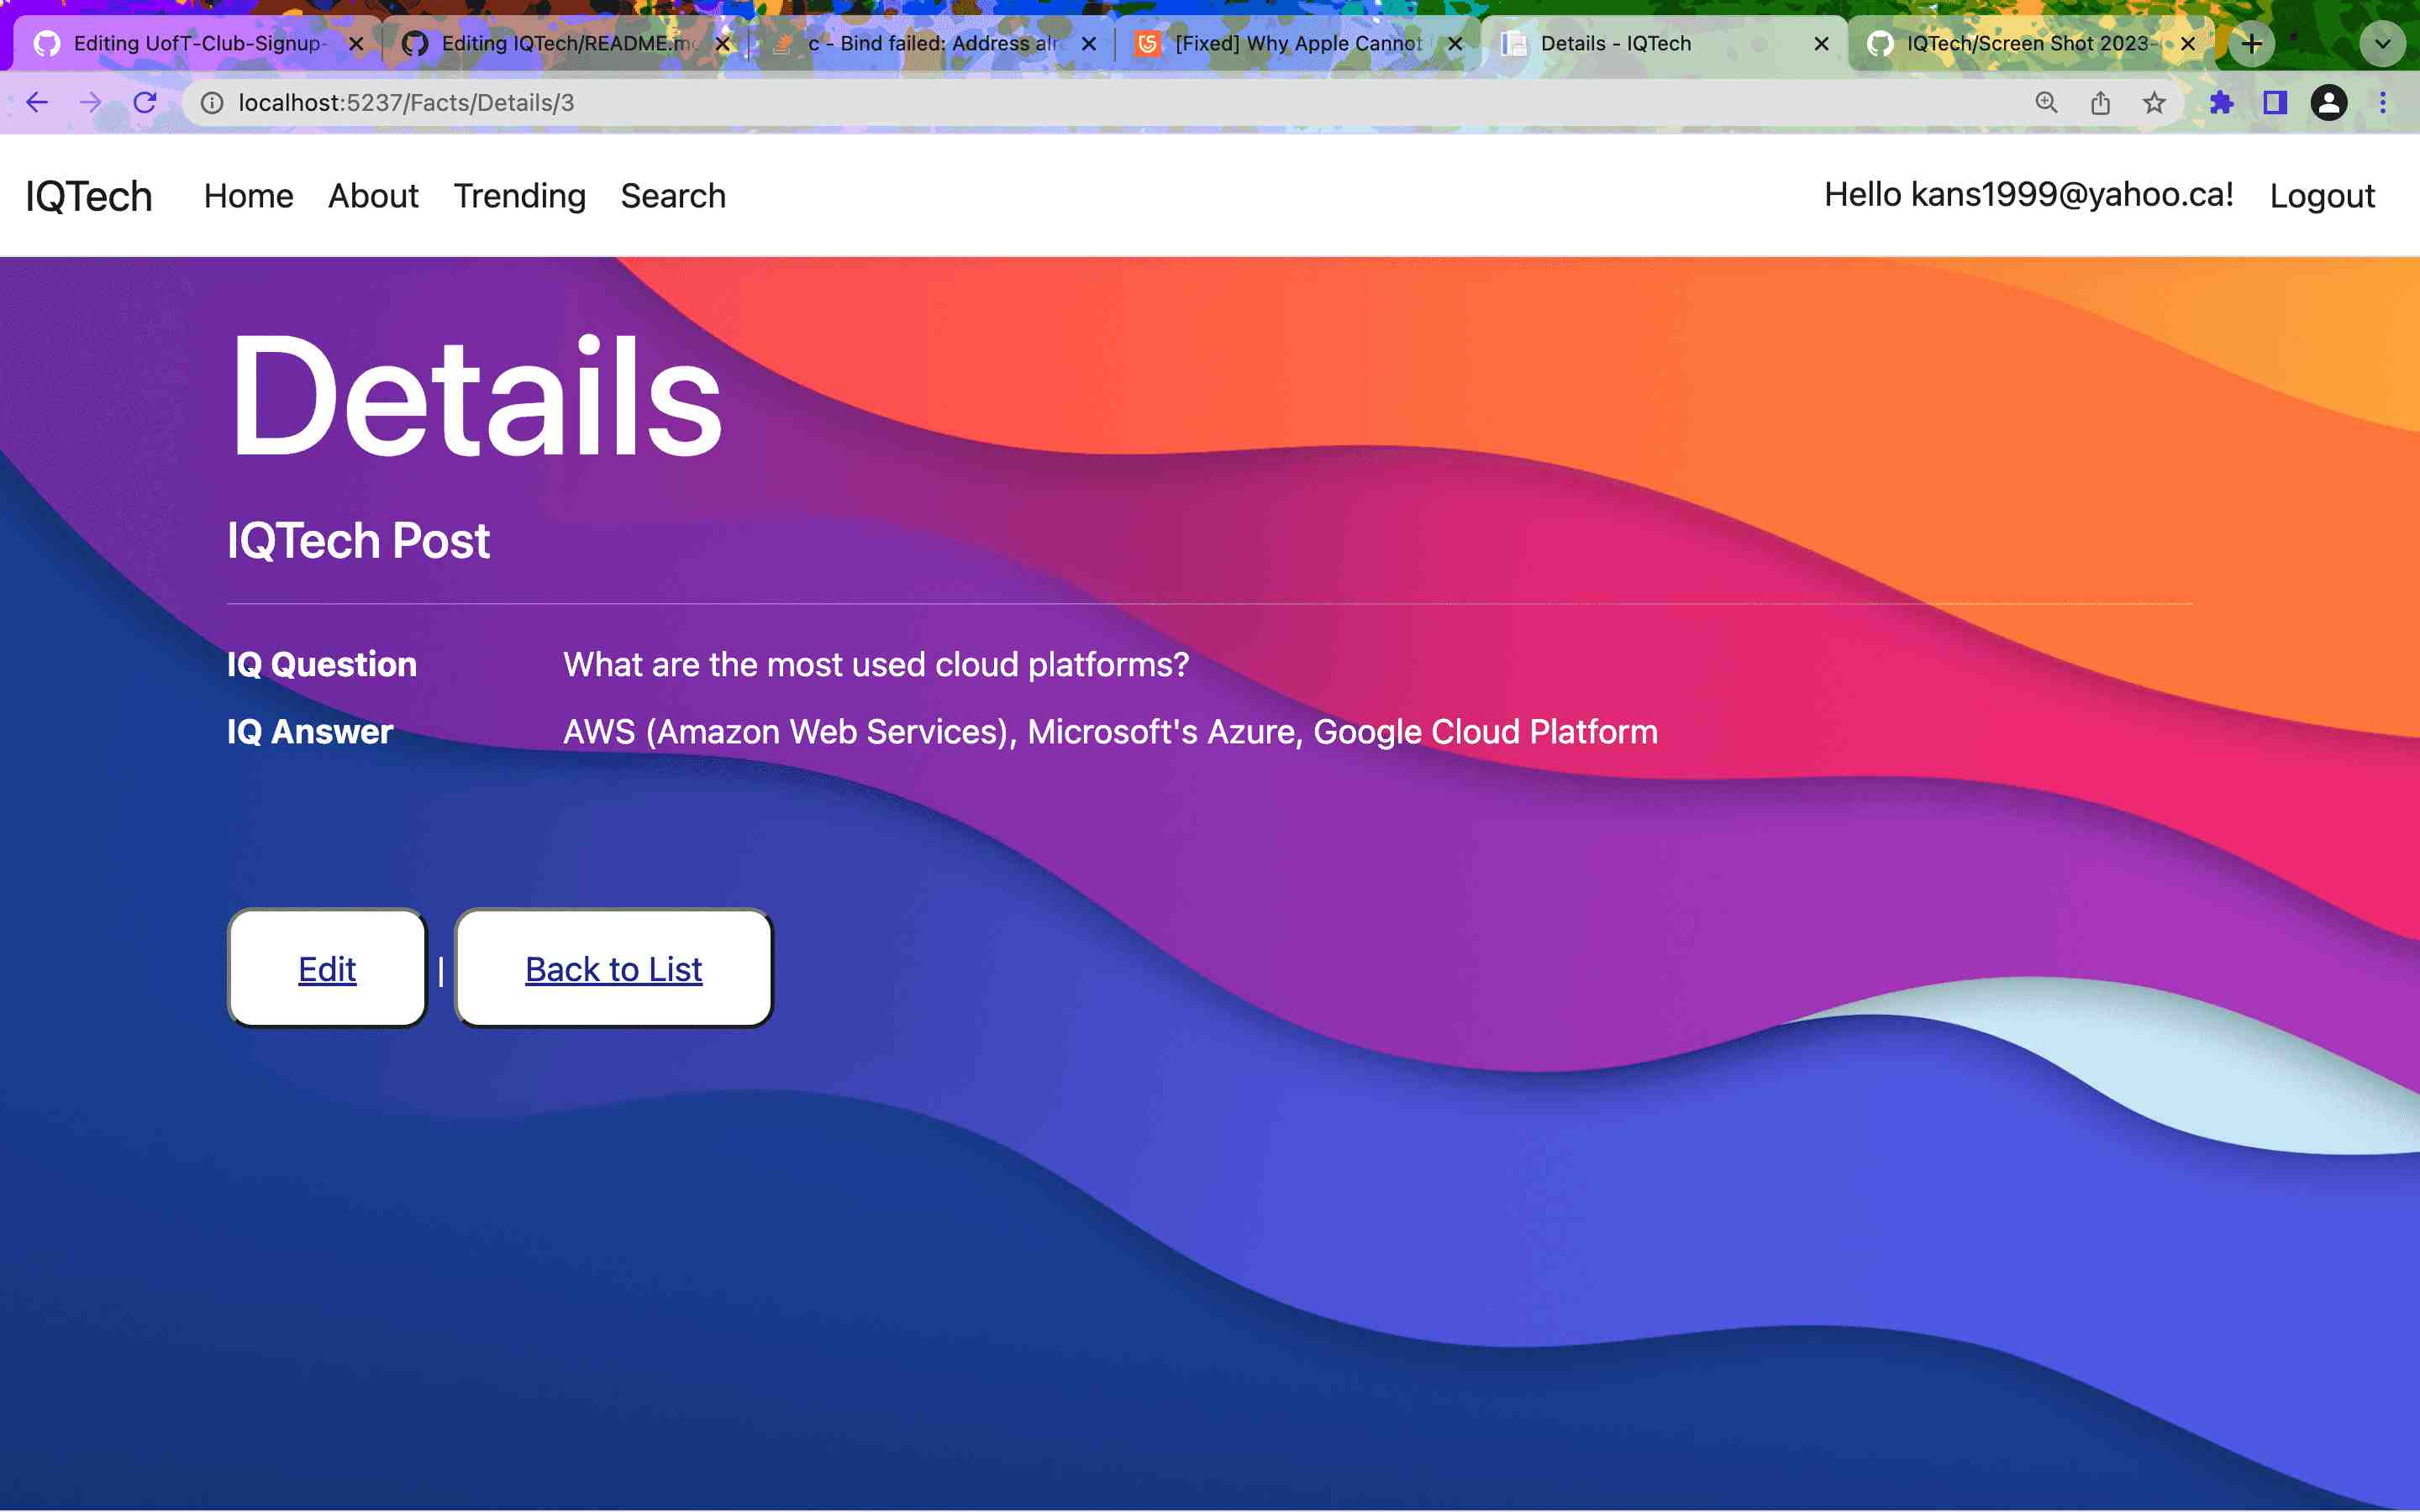 Editing UofT-Club-Signup-
Editing IQTech/README.md
c - Bind failed: Address alr
[Fixed] Why Apple Cannot
Details - IQTech
IQTech/Screen Shot 2023-
localhost:5237/Facts/Details/3
IQTech Home About Trending Search Hello kans1999@yahoo.ca! Logout
Details
IQTech Post
IQ Question What are the most used cloud platforms?
IQ Answer AWS (Amazon Web Services), Microsoft's Azure, Google Cloud Platform
Edit | Back to List